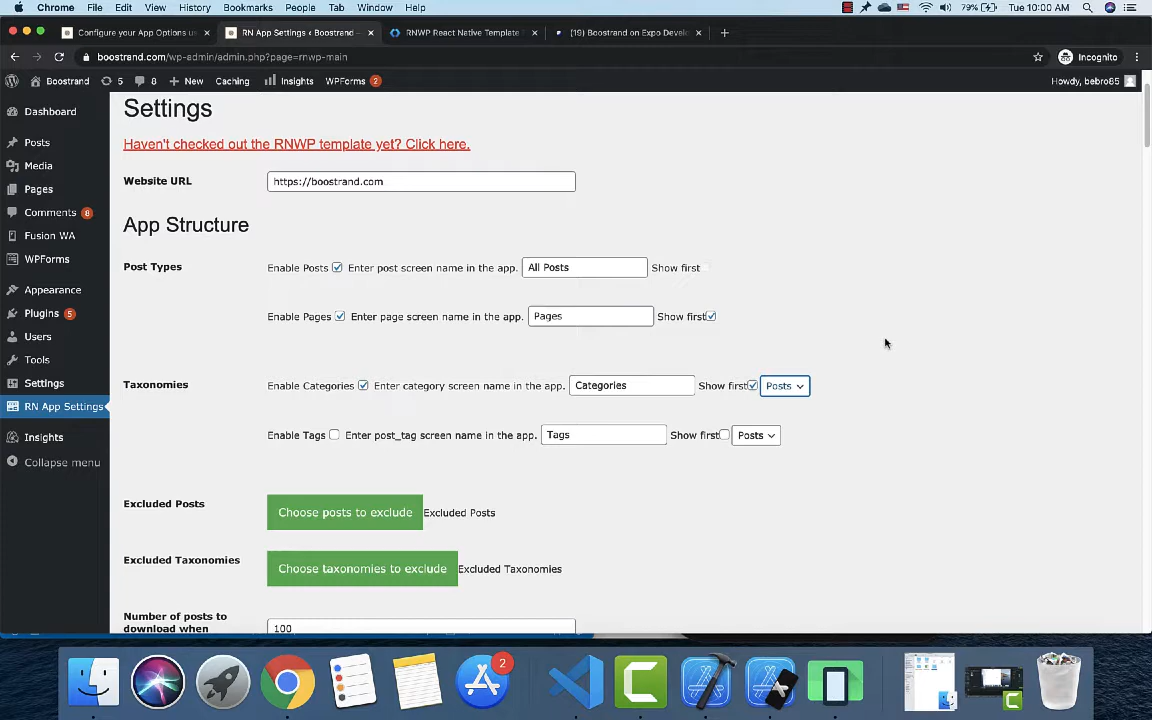 Chrome File Edit View History Bookmarks People Tab Window Help 79% Tue 10:00 AM
Configure your App Options u RN App Settings ‹ Boostrand — RNWP React Native Template (19) Boostrand on Expo Devel
boostrand.com/wp-admin/admin.php?page=rnwp-main Incognito
Boostrand 5 8 New Caching Insights WPForms 2 Howdy, bebro85
Dashboard
Posts
Media
Pages
Comments 8
Fusion WA
WPForms
Appearance
Plugins 5
Users
Tools
Settings
RN App Settings
Insights
Collapse menu
Settings
Haven't checked out the RNWP template yet? Click here.
Website URL https://boostrand.com
App Structure
Post Types Enable Posts Enter post screen name in the app. All Posts Show first
Enable Pages Enter page screen name in the app. Pages Show first
Taxonomies Enable Categories Enter category screen name in the app. Categories Show first Posts
Enable Tags Enter post_tag screen name in the app. Tags Show first Posts
Excluded Posts Choose posts to exclude Excluded Posts
Excluded Taxonomies Choose taxonomies to exclude Excluded Taxonomies
Number of posts to
download when 100
2